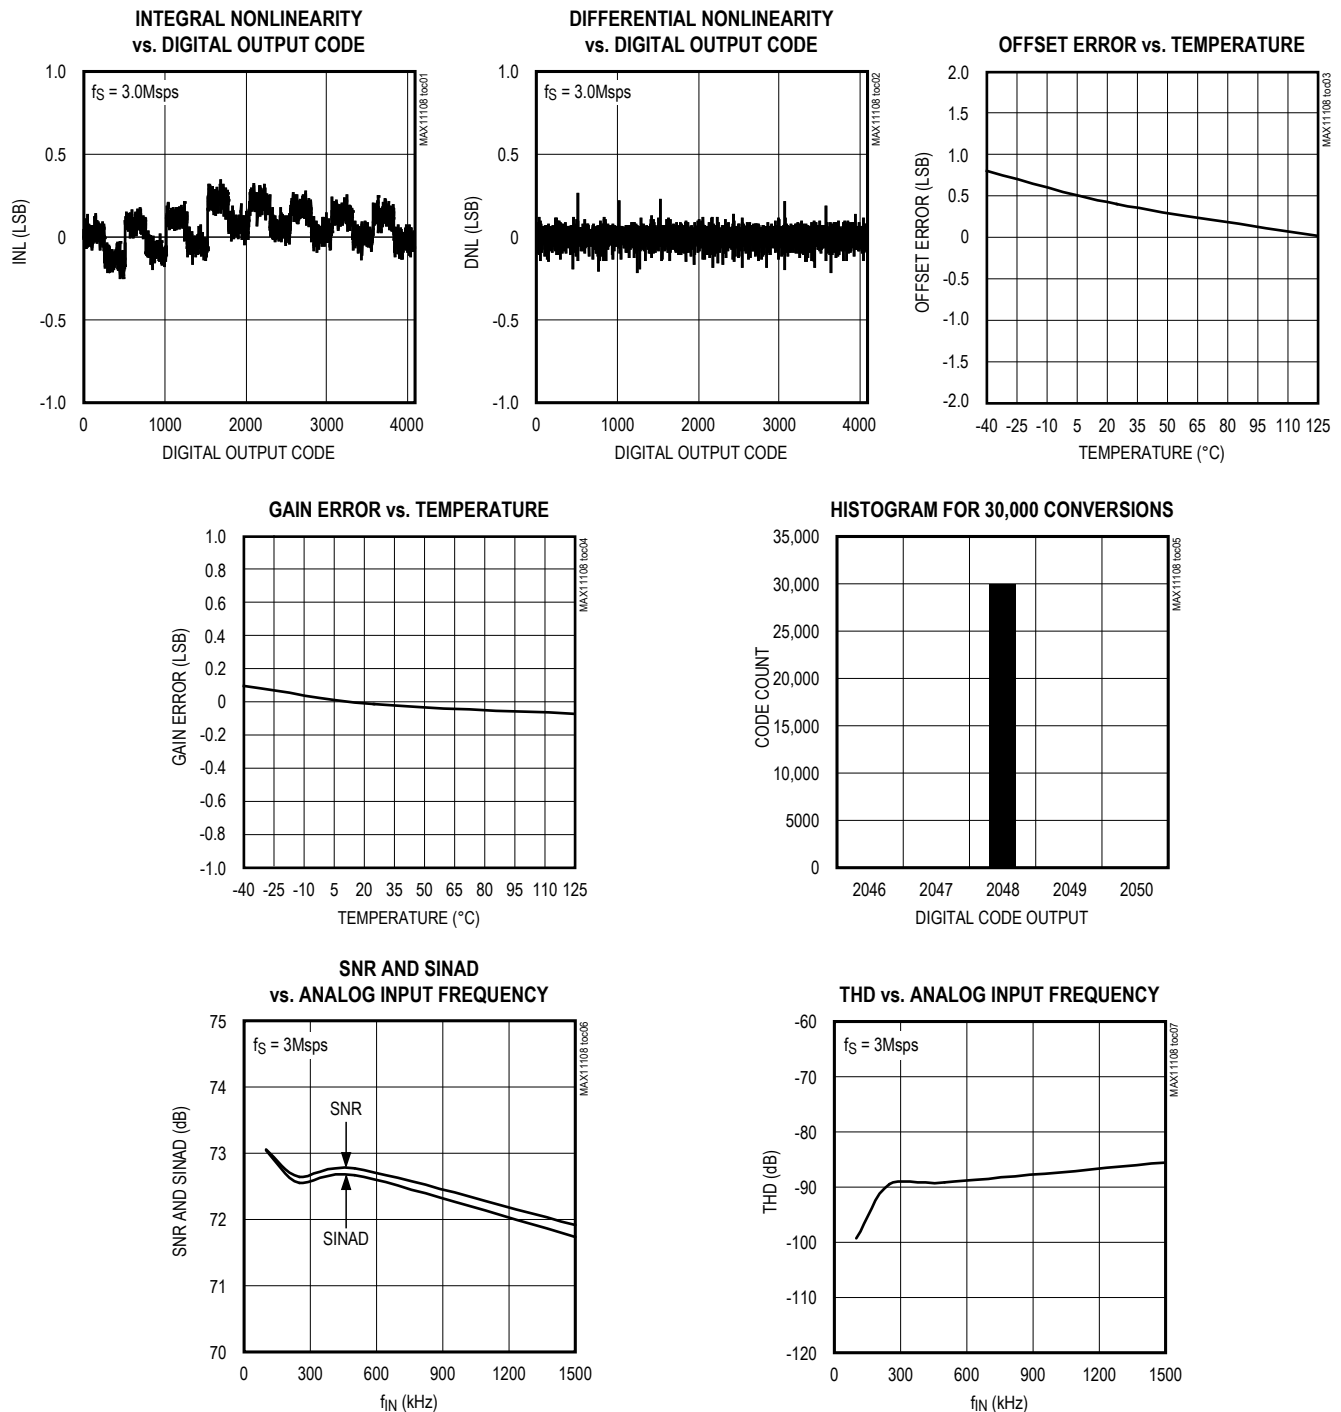 INTEGRAL NONLINEARITY
vs. DIGITAL OUTPUT CODE
fS = 3.0Msps
MAX11108 toc01
INL (LSB)
1.0
0.5
0
-0.5
-1.0
0 1000 2000 3000 4000
DIGITAL OUTPUT CODE
DIFFERENTIAL NONLINEARITY
vs. DIGITAL OUTPUT CODE
fS = 3.0Msps
MAX11108 toc02
DNL (LSB)
1.0
0.5
0
-0.5
-1.0
0 1000 2000 3000 4000
DIGITAL OUTPUT CODE
OFFSET ERROR vs. TEMPERATURE
MAX11108 toc03
OFFSET ERROR (LSB)
2.0
1.5
1.0
0.5
0
-0.5
-1.0
-1.5
-2.0
-40 -25 -10 5 20 35 50 65 80 95 110 125
TEMPERATURE (°C)
GAIN ERROR vs. TEMPERATURE
MAX11108 toc04
GAIN ERROR (LSB)
1.0
0.8
0.6
0.4
0.2
0
-0.2
-0.4
-0.6
-0.8
-1.0
-40 -25 -10 5 20 35 50 65 80 95 110 125
TEMPERATURE (°C)
HISTOGRAM FOR 30,000 CONVERSIONS
MAX11108 toc05
CODE COUNT
35,000
30,000
25,000
20,000
15,000
10,000
5000
0
2046 2047 2048 2049 2050
DIGITAL CODE OUTPUT
SNR AND SINAD
vs. ANALOG INPUT FREQUENCY
fS = 3Msps
MAX11108 toc06
SNR AND SINAD (dB)
75
74
73
72
71
70
SNR
SINAD
0 300 600 900 1200 1500
fIN (kHz)
THD vs. ANALOG INPUT FREQUENCY
fS = 3Msps
MAX11108 toc07
THD (dB)
-60
-70
-80
-90
-100
-110
-120
0 300 600 900 1200 1500
fIN (kHz)